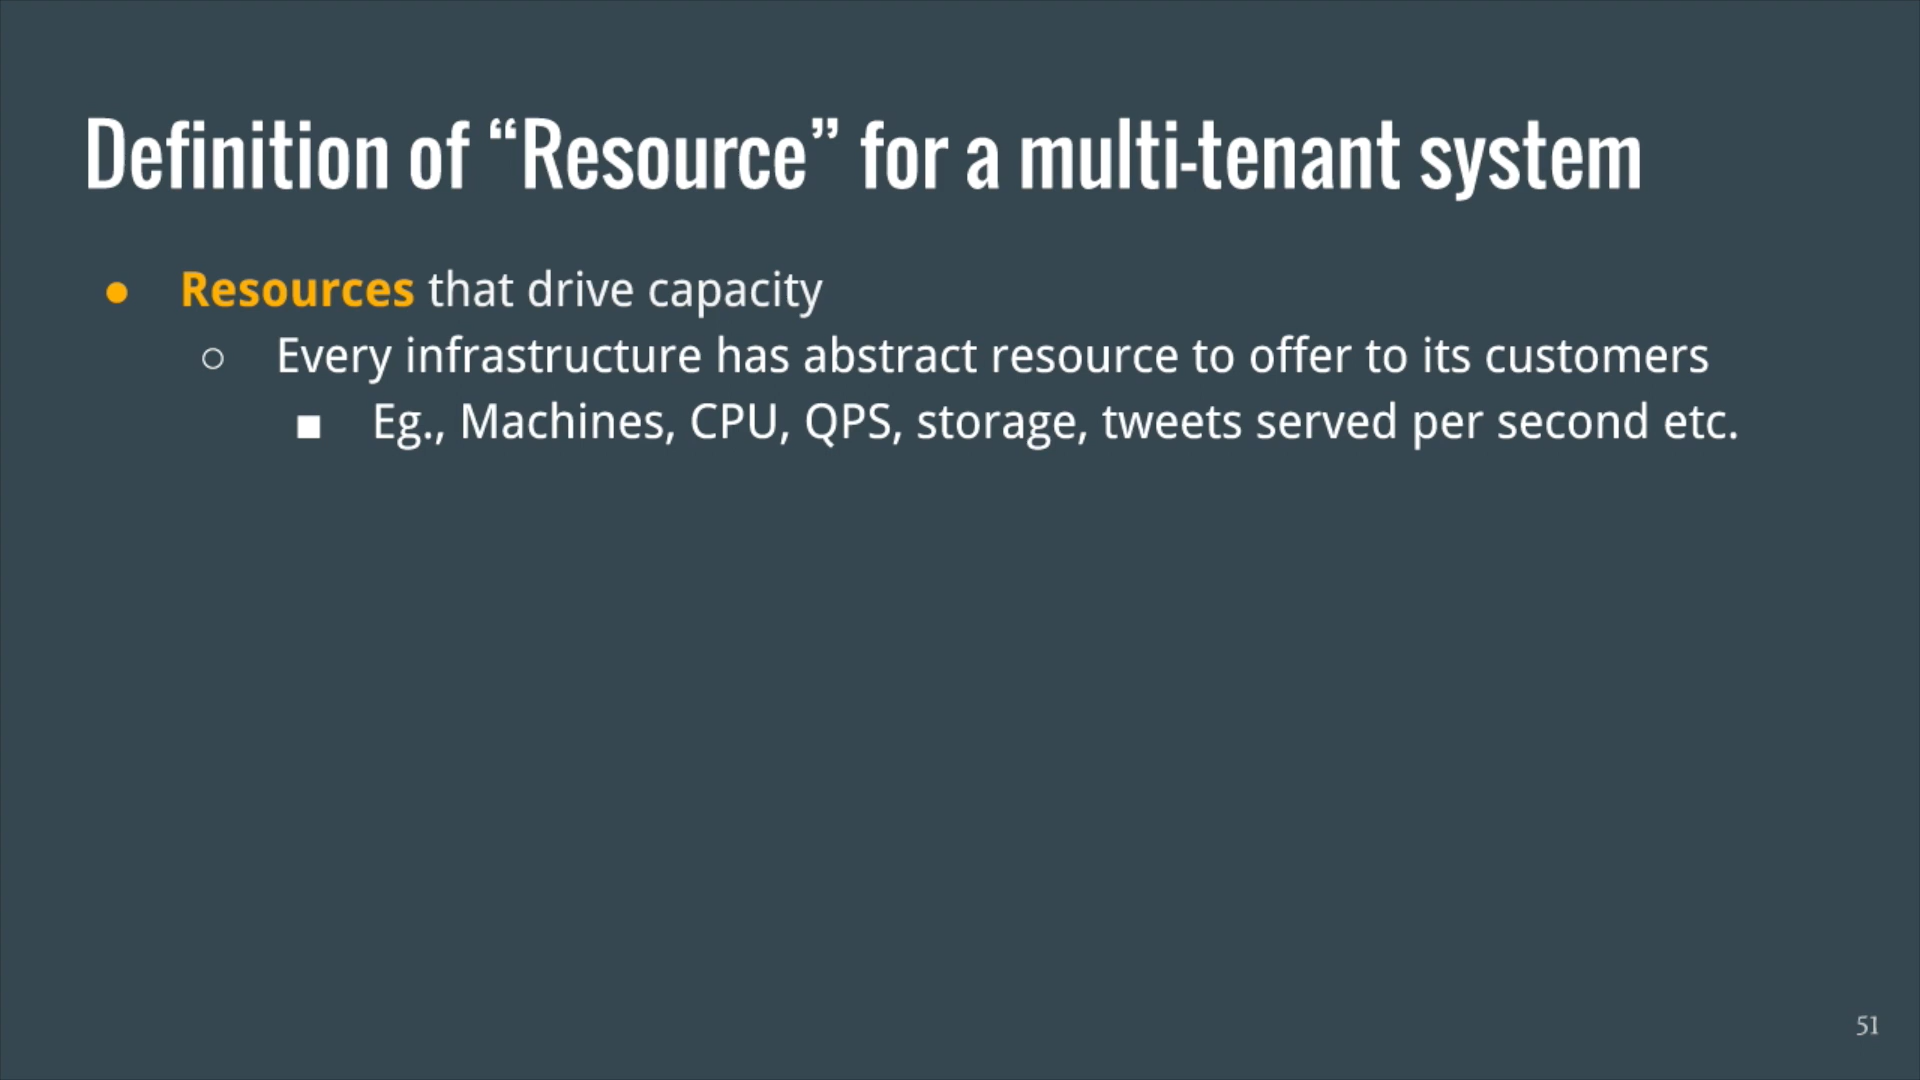 Definition of “Resource” for a multi-tenant system
● Resources that drive capacity
○ Every infrastructure has abstract resource to offer to its customers
■ Eg., Machines, CPU, QPS, storage, tweets served per second etc.
51